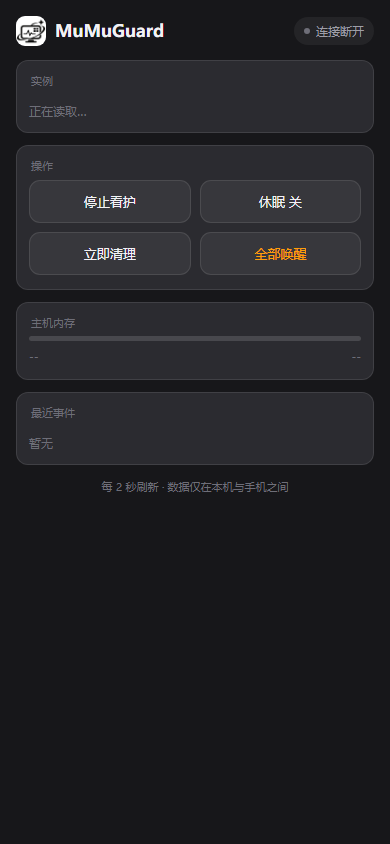 MuMuGuard
连接断开
实例
正在读取...
操作
停止看护
休眠 关
立即清理
全部唤醒
主机内存
-- --
最近事件
暂无
每 2 秒刷新 · 数据仅在本机与手机之间